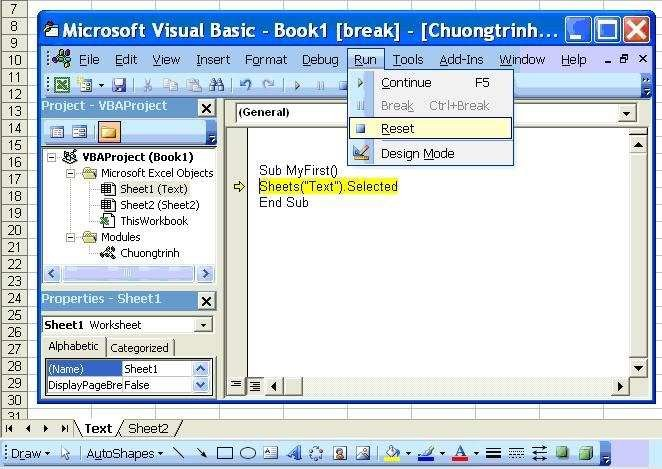 7
8
9
10
11
12
13
14
15
16
17
18
19
20
21
22
23
24
25
26
27
28
29
30
31
Microsoft Visual Basic - Book1 [break] - [Chuongtrinh...
File Edit View Insert Format Debug Run Tools Add-Ins Window Help
Continue F5
Break Ctrl+Break
Reset
Design Mode
Project - VBAProject
VBAProject (Book1)
Microsoft Excel Objects
Sheet1 (Text)
Sheet2 (Sheet2)
ThisWorkbook
Modules
Chuongtrinh
(General)
Sub MyFirst()
Sheets("Text").Selected
End Sub
Properties - Sheet1
Sheet1 Worksheet
Alphabetic Categorized
(Name) Sheet1
DisplayPageBre False
Text Sheet2
Draw AutoShapes